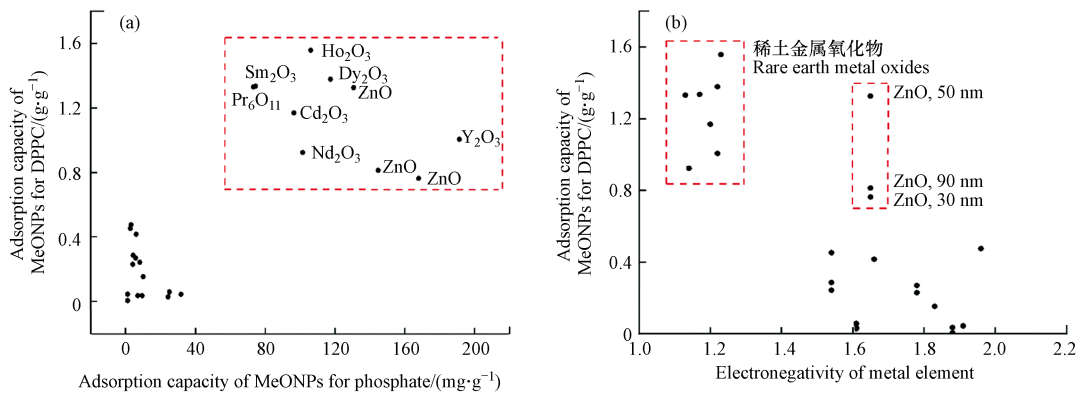 (a)
Adsorption capacity of
MeONPs for DPPC/(g·g⁻¹)
1.6
1.2
0.8
0.4
0
Ho₂O₃
Sm₂O₃
Dy₂O₃
ZnO
Pr₆O₁₁
Cd₂O₃
Y₂O₃
Nd₂O₃
ZnO
ZnO
0
40
80
120
160
200
Adsorption capacity of MeONPs for phosphate/(mg·g⁻¹)
(b)
Adsorption capacity of
MeONPs for DPPC/(g·g⁻¹)
1.6
1.2
0.8
0.4
0
稀土金属氧化物
Rare earth metal oxides
ZnO, 50 nm
ZnO, 90 nm
ZnO, 30 nm
1.0
1.2
1.4
1.6
1.8
2.0
2.2
Electronegativity of metal element